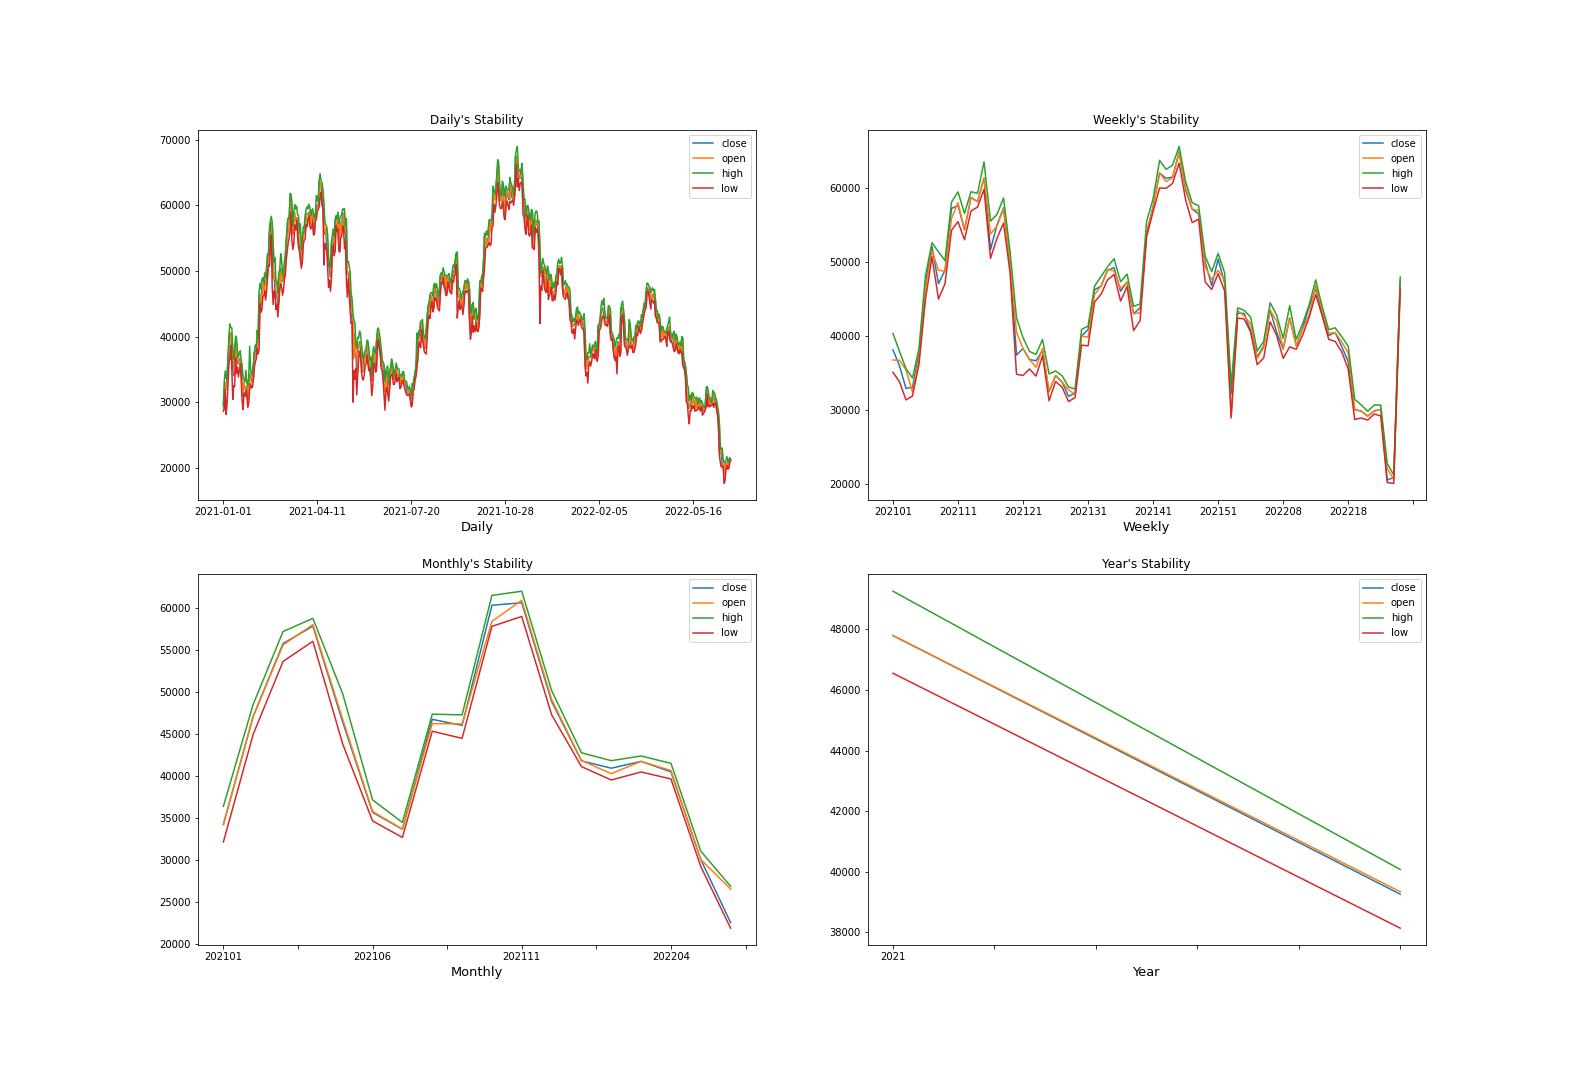 Daily's Stability
70000
60000
50000
40000
30000
20000
close
open
high
low
2021-01-01 2021-04-11 2021-07-20 2021-10-28 2022-02-05 2022-05-16
Daily
Weekly's Stability
60000
50000
40000
30000
20000
close
open
high
low
202101 202111 202121 202131 202141 202151 202208 202218
Weekly
Monthly's Stability
60000
55000
50000
45000
40000
35000
30000
25000
20000
close
open
high
low
202101 202106 202111 202204
Monthly
Year's Stability
48000
46000
44000
42000
40000
38000
close
open
high
low
2021
Year